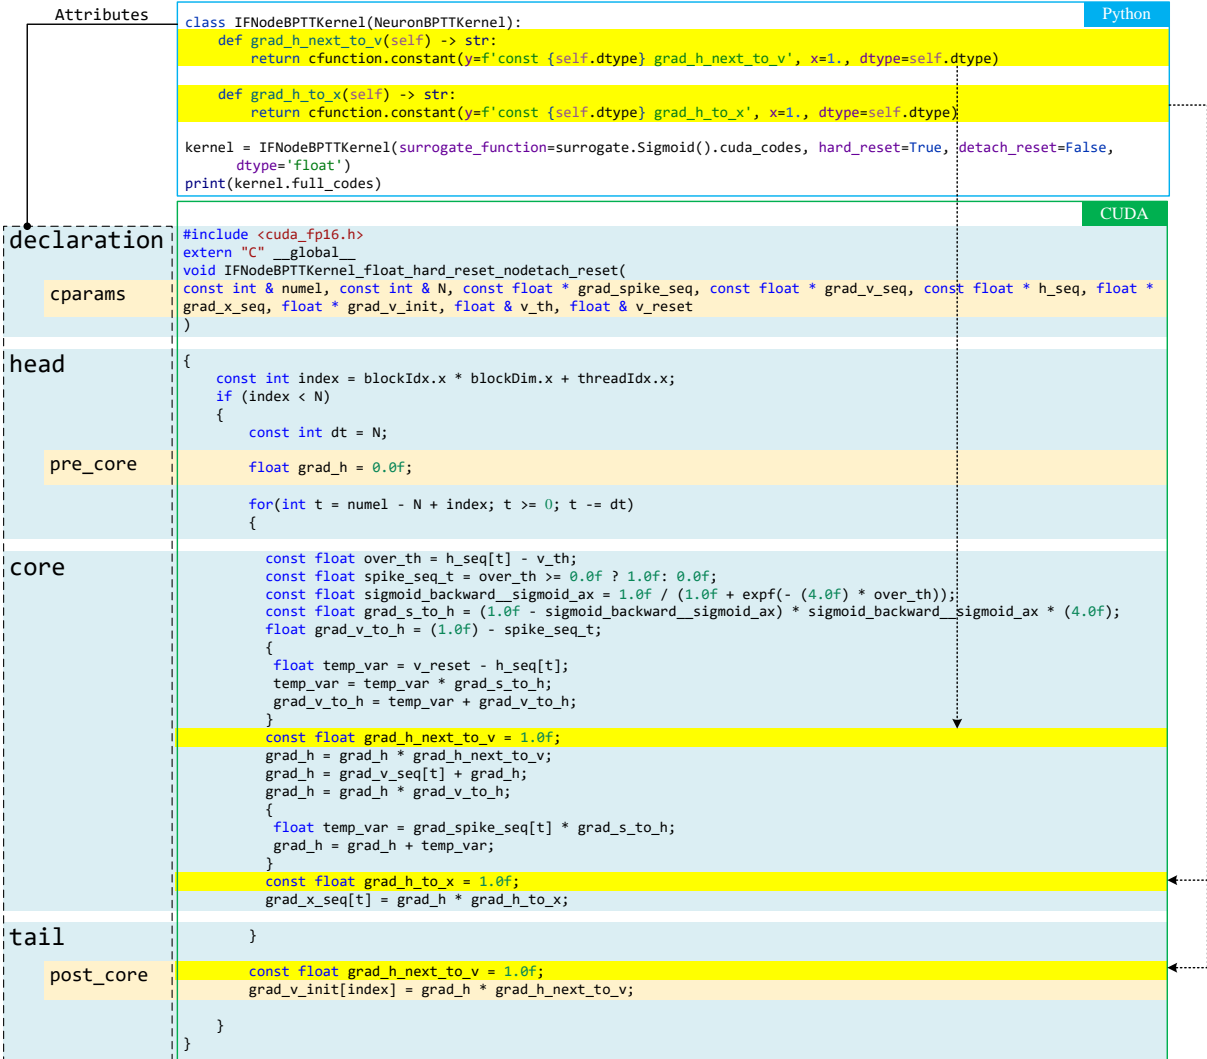 Attributes
Python
class IFNodeBPTTKernel(NeuronBPTTKernel):
    def grad_h_next_to_v(self) -> str:
        return cfunction.constant(y=f'const {self.dtype} grad_h_next_to_v', x=1., dtype=self.dtype)
    def grad_h_to_x(self) -> str:
        return cfunction.constant(y=f'const {self.dtype} grad_h_to_x', x=1., dtype=self.dtype)
kernel = IFNodeBPTTKernel(surrogate_function=surrogate.Sigmoid().cuda_codes, hard_reset=True, detach_reset=False,
      dtype='float')
print(kernel.full_codes)
CUDA
declaration
#include <cuda_fp16.h>
extern "C" __global__
void IFNodeBPTTKernel_float_hard_reset_nodetach_reset(
cparams
const int & numel, const int & N, const float * grad_spike_seq, const float * grad_v_seq, const float * h_seq, float *
grad_x_seq, float * grad_v_init, float & v_th, float & v_reset
)
head
{
    const int index = blockIdx.x * blockDim.x + threadIdx.x;
    if (index < N)
    {
        const int dt = N;
pre_core
        float grad_h = 0.0f;
        for(int t = numel - N + index; t >= 0; t -= dt)
        {
core
          const float over_th = h_seq[t] - v_th;
          const float spike_seq_t = over_th >= 0.0f ? 1.0f: 0.0f;
          const float sigmoid_backward__sigmoid_ax = 1.0f / (1.0f + expf(- (4.0f) * over_th));
          const float grad_s_to_h = (1.0f - sigmoid_backward__sigmoid_ax) * sigmoid_backward__sigmoid_ax * (4.0f);
          float grad_v_to_h = (1.0f) - spike_seq_t;
          {
           float temp_var = v_reset - h_seq[t];
           temp_var = temp_var * grad_s_to_h;
           grad_v_to_h = temp_var + grad_v_to_h;
          }
          const float grad_h_next_to_v = 1.0f;
          grad_h = grad_h * grad_h_next_to_v;
          grad_h = grad_v_seq[t] + grad_h;
          grad_h = grad_h * grad_v_to_h;
          {
           float temp_var = grad_spike_seq[t] * grad_s_to_h;
           grad_h = grad_h + temp_var;
          }
          const float grad_h_to_x = 1.0f;
          grad_x_seq[t] = grad_h * grad_h_to_x;
tail
        }
post_core
        const float grad_h_next_to_v = 1.0f;
        grad_v_init[index] = grad_h * grad_h_next_to_v;
    }
}